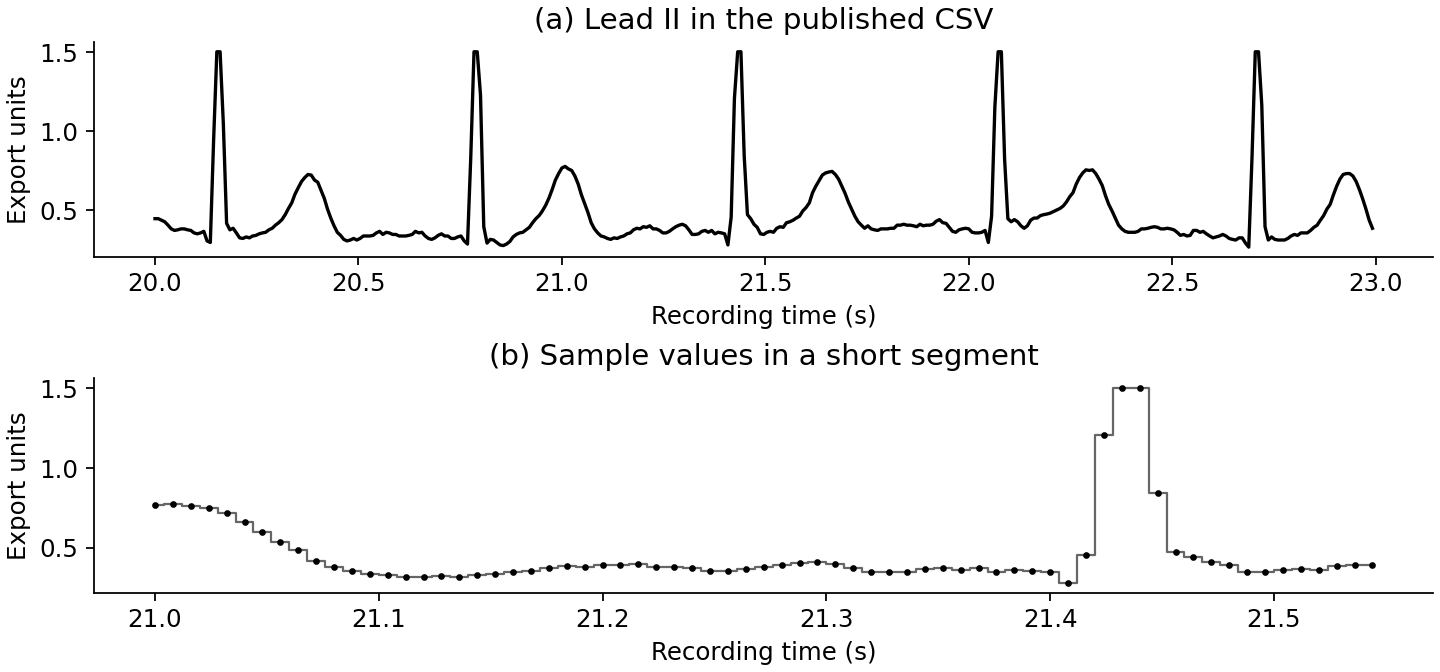 (a) Lead II in the published CSV
Export units
1.5
1.0
0.5
20.0 20.5 21.0 21.5 22.0 22.5 23.0
Recording time (s)
(b) Sample values in a short segment
Export units
1.5
1.0
0.5
21.0 21.1 21.2 21.3 21.4 21.5
Recording time (s)